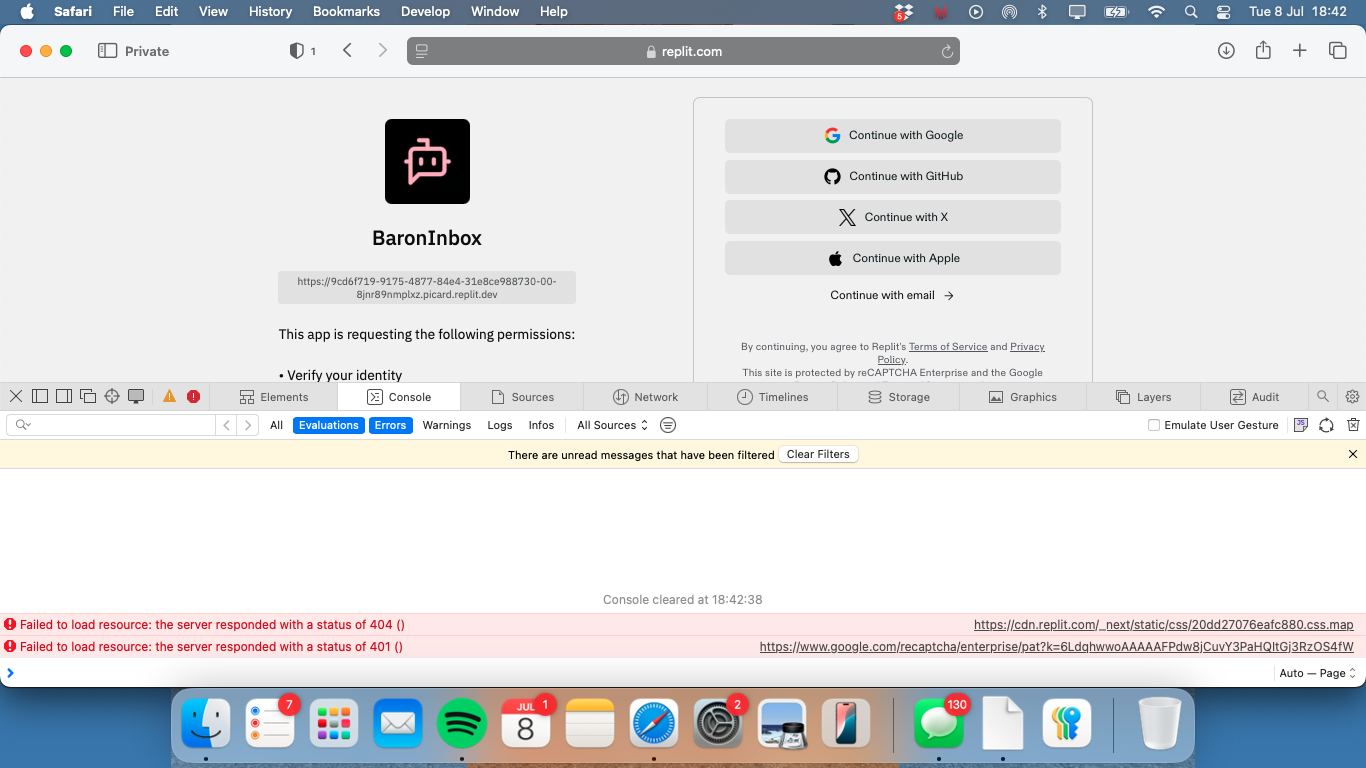 Safari File Edit View History Bookmarks Develop Window Help 5 Tue 8 Jul 18:42
Private 1 replit.com
BaronInbox
https://9cd6f719-9175-4877-84e4-31e8ce988730-00-
8jnr89nmplxz.picard.replit.dev
This app is requesting the following permissions:
• Verify your identity
Continue with Google
Continue with GitHub
Continue with X
Continue with Apple
Continue with email →
By continuing, you agree to Replit's Terms of Service and Privacy
Policy.
This site is protected by reCAPTCHA Enterprise and the Google
Elements Console Sources Network Timelines Storage Graphics Layers Audit
All Evaluations Errors Warnings Logs Infos All Sources Emulate User Gesture JS
There are unread messages that have been filtered Clear Filters
Console cleared at 18:42:38
Failed to load resource: the server responded with a status of 404 () https://cdn.replit.com/_next/static/css/20dd27076eafc880.css.map
Failed to load resource: the server responded with a status of 401 () https://www.google.com/recaptcha/enterprise/pat?k=6LdqhwwoAAAAAFPdw8jCuvY3PaHQltGj3RzOS4fW
Auto — Page
7 JUL 8 1 2 130